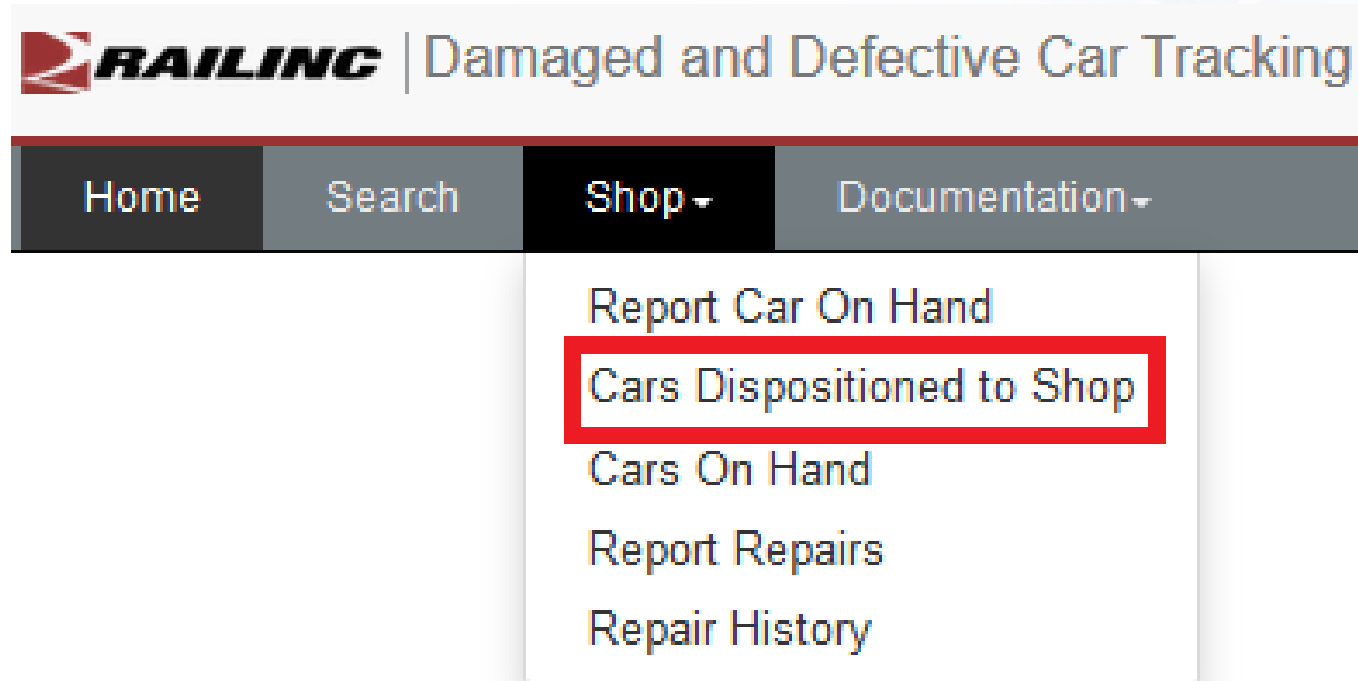 RAILINC | Damaged and Defective Car Tracking
Home Search Shop Documentation
Report Car On Hand
Cars Dispositioned to Shop
Cars On Hand
Report Repairs
Repair History